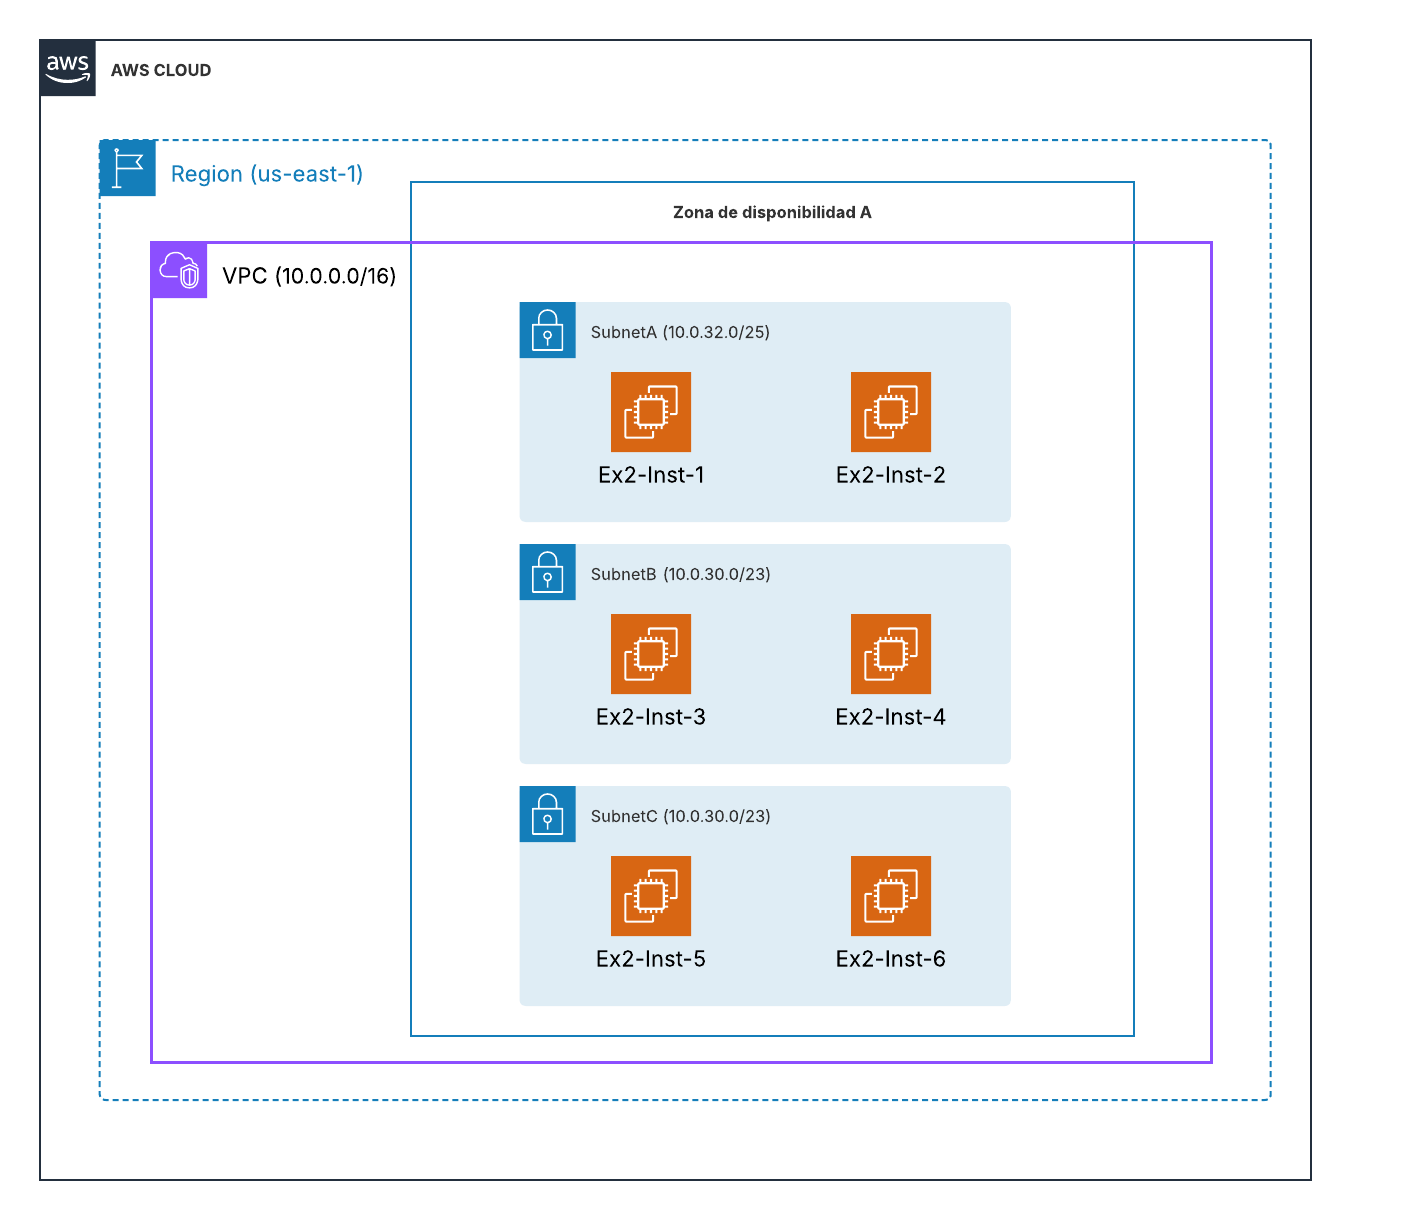 aws
AWS CLOUD
Region (us-east-1)
Zona de disponibilidad A
VPC (10.0.0.0/16)
SubnetA (10.0.32.0/25)
Ex2-Inst-1
Ex2-Inst-2
SubnetB (10.0.30.0/23)
Ex2-Inst-3
Ex2-Inst-4
SubnetC (10.0.30.0/23)
Ex2-Inst-5
Ex2-Inst-6